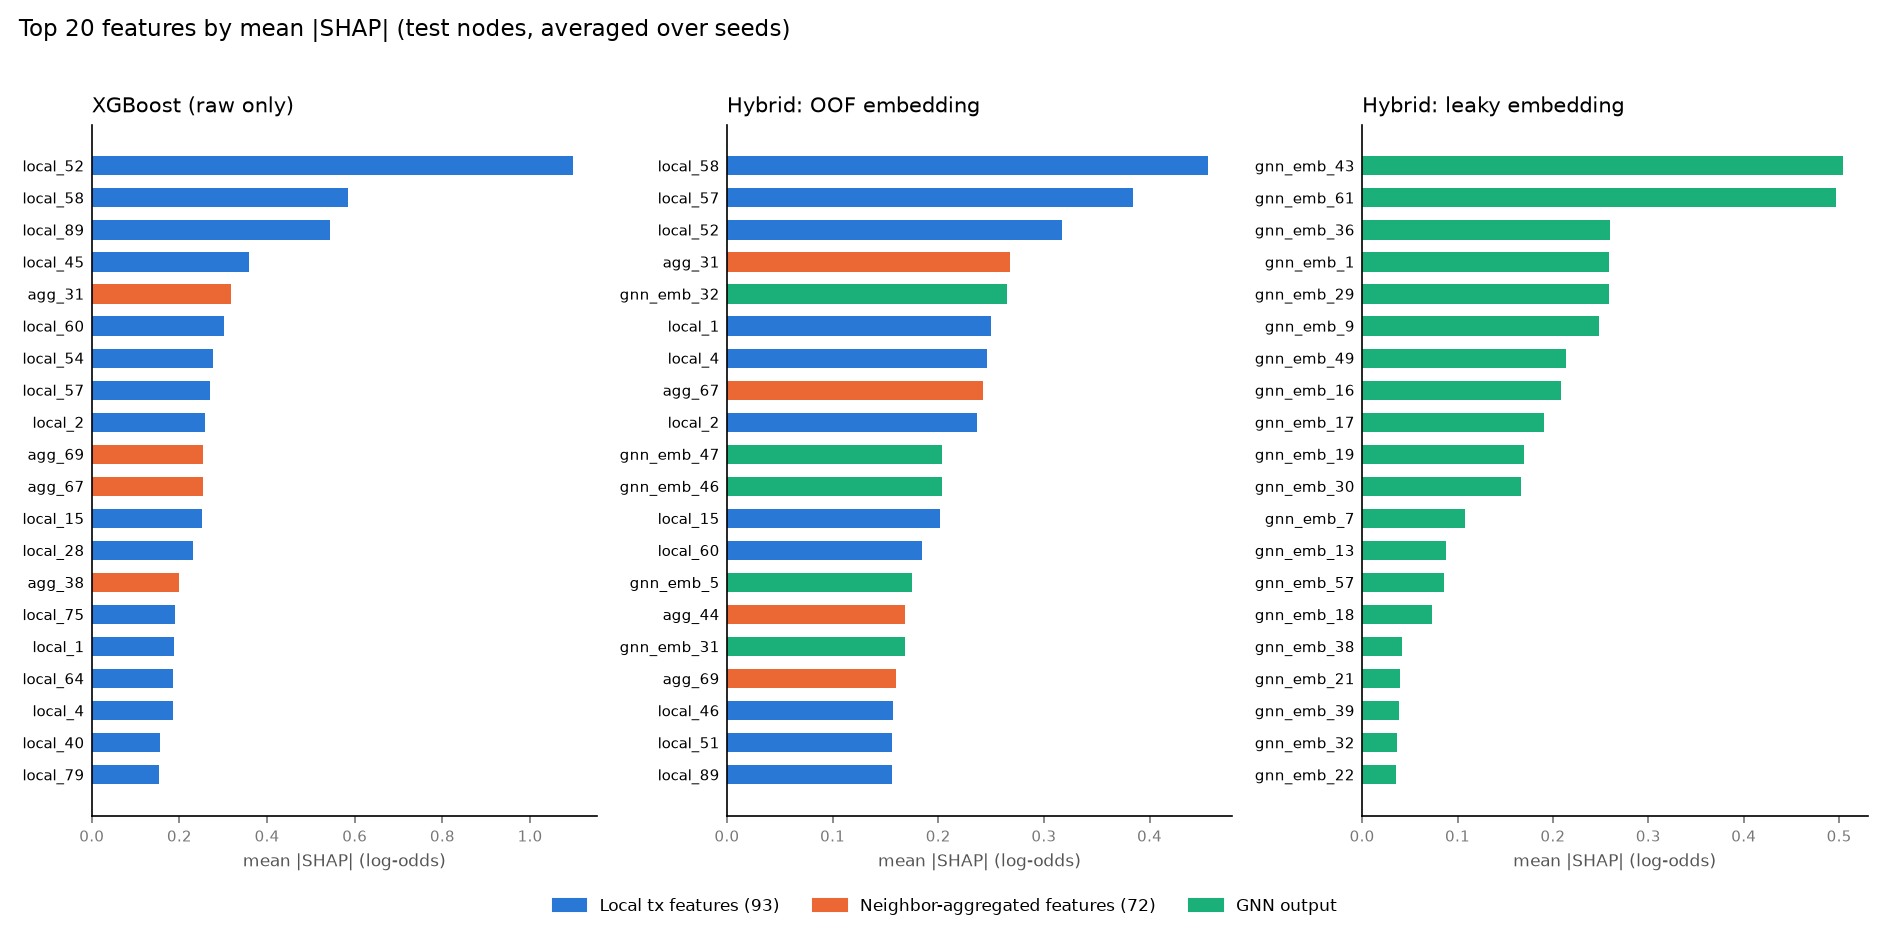 Top 20 features by mean |SHAP| (test nodes, averaged over seeds)
XGBoost (raw only)
local_52
local_58
local_89
local_45
agg_31
local_60
local_54
local_57
local_2
agg_69
agg_67
local_15
local_28
agg_38
local_75
local_1
local_64
local_4
local_40
local_79
0.0 0.2 0.4 0.6 0.8 1.0
mean |SHAP| (log-odds)
Hybrid: OOF embedding
local_58
local_57
local_52
agg_31
gnn_emb_32
local_1
local_4
agg_67
local_2
gnn_emb_47
gnn_emb_46
local_15
local_60
gnn_emb_5
agg_44
gnn_emb_31
agg_69
local_46
local_51
local_89
0.0 0.1 0.2 0.3 0.4
mean |SHAP| (log-odds)
Hybrid: leaky embedding
gnn_emb_43
gnn_emb_61
gnn_emb_36
gnn_emb_1
gnn_emb_29
gnn_emb_9
gnn_emb_49
gnn_emb_16
gnn_emb_17
gnn_emb_19
gnn_emb_30
gnn_emb_7
gnn_emb_13
gnn_emb_57
gnn_emb_18
gnn_emb_38
gnn_emb_21
gnn_emb_39
gnn_emb_32
gnn_emb_22
0.0 0.1 0.2 0.3 0.4 0.5
mean |SHAP| (log-odds)
Local tx features (93) Neighbor-aggregated features (72) GNN output